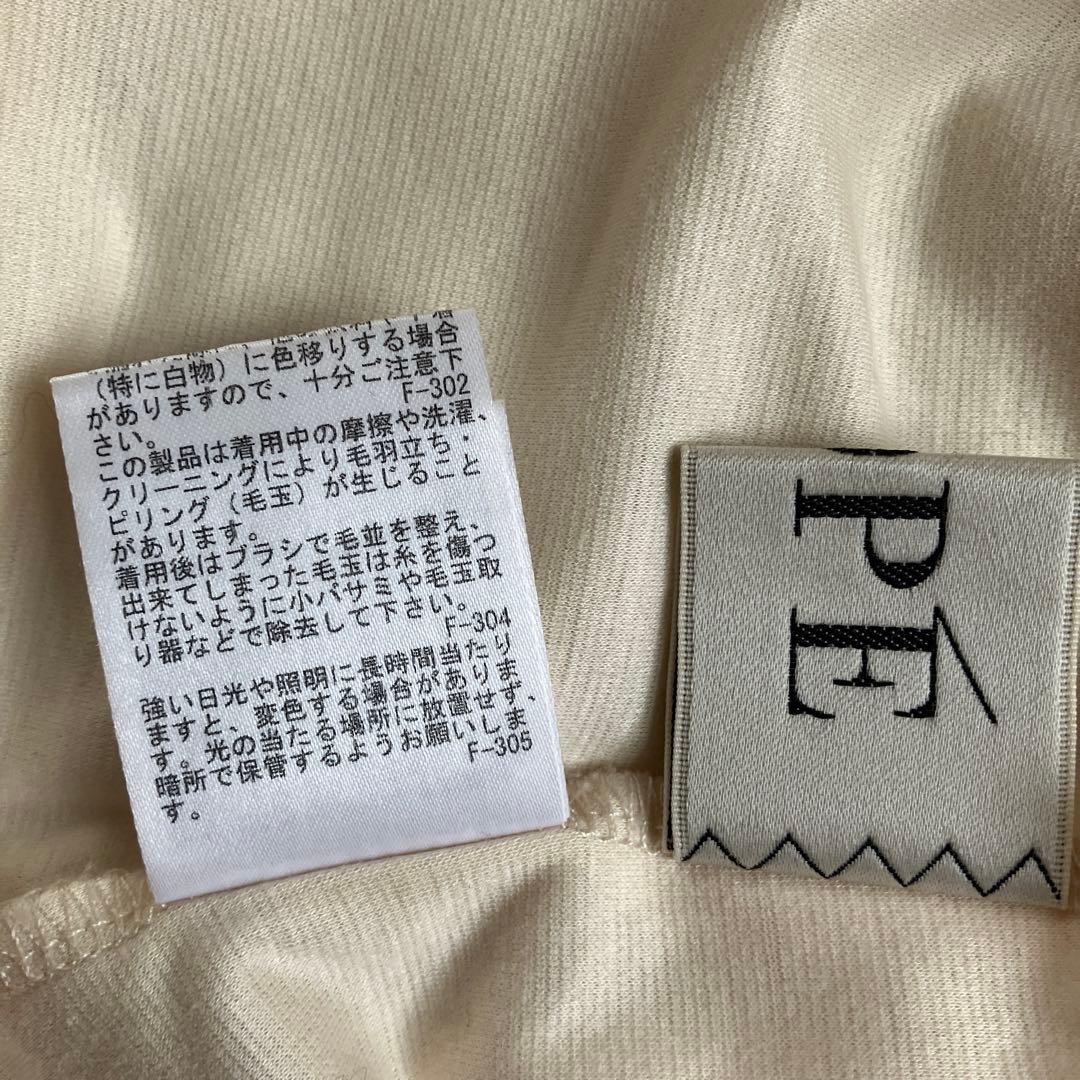 （特に白物）に色移りする場合
がありますので、十分ご注意下
さい。
F-302
この製品は着用中の摩擦や洗濯、
クリーニングにより毛羽立ち・
ピリング（毛玉）が生じること
があります。
着用後はブラシで毛並を整え、
出来てしまった毛玉は糸を傷つ
けないように小バサミや毛玉取
り器などで除去して下さい。
F-304
強い日光や照明に長時間当たり
ますと、変色する場合がありま
す。光の当たる場所に放置せず、
暗所で保管するようお願いしま
す。
F-305
PÉ